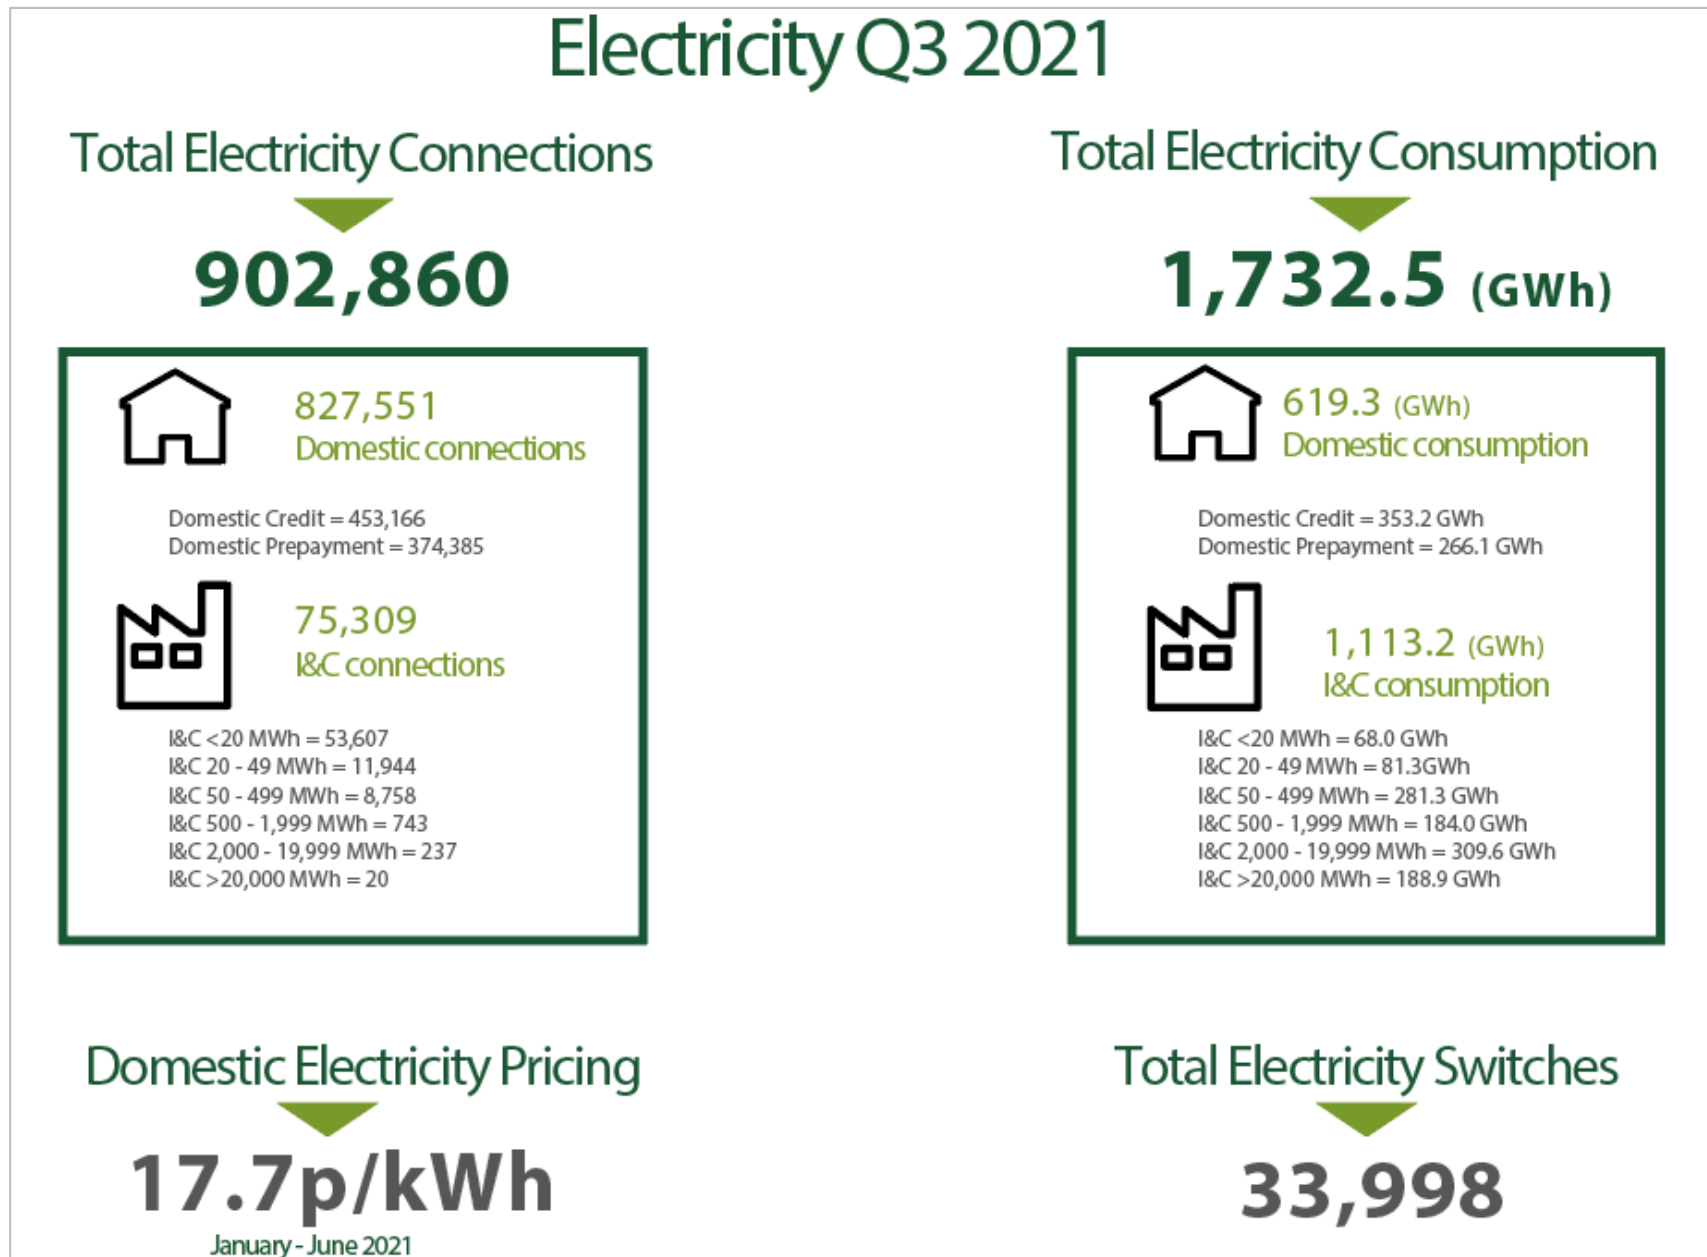 Electricity Q3 2021
Total Electricity Connections
902,860
827,551
Domestic connections
Domestic Credit = 453,166
Domestic Prepayment = 374,385
75,309
I&C connections
I&C <20 MWh = 53,607
I&C 20 - 49 MWh = 11,944
I&C 50 - 499 MWh = 8,758
I&C 500 - 1,999 MWh = 743
I&C 2,000 - 19,999 MWh = 237
I&C >20,000 MWh = 20
Total Electricity Consumption
1,732.5 (GWh)
619.3 (GWh)
Domestic consumption
Domestic Credit = 353.2 GWh
Domestic Prepayment = 266.1 GWh
1,113.2 (GWh)
I&C consumption
I&C <20 MWh = 68.0 GWh
I&C 20 - 49 MWh = 81.3GWh
I&C 50 - 499 MWh = 281.3 GWh
I&C 500 - 1,999 MWh = 184.0 GWh
I&C 2,000 - 19,999 MWh = 309.6 GWh
I&C >20,000 MWh = 188.9 GWh
Domestic Electricity Pricing
17.7p/kWh
January - June 2021
Total Electricity Switches
33,998